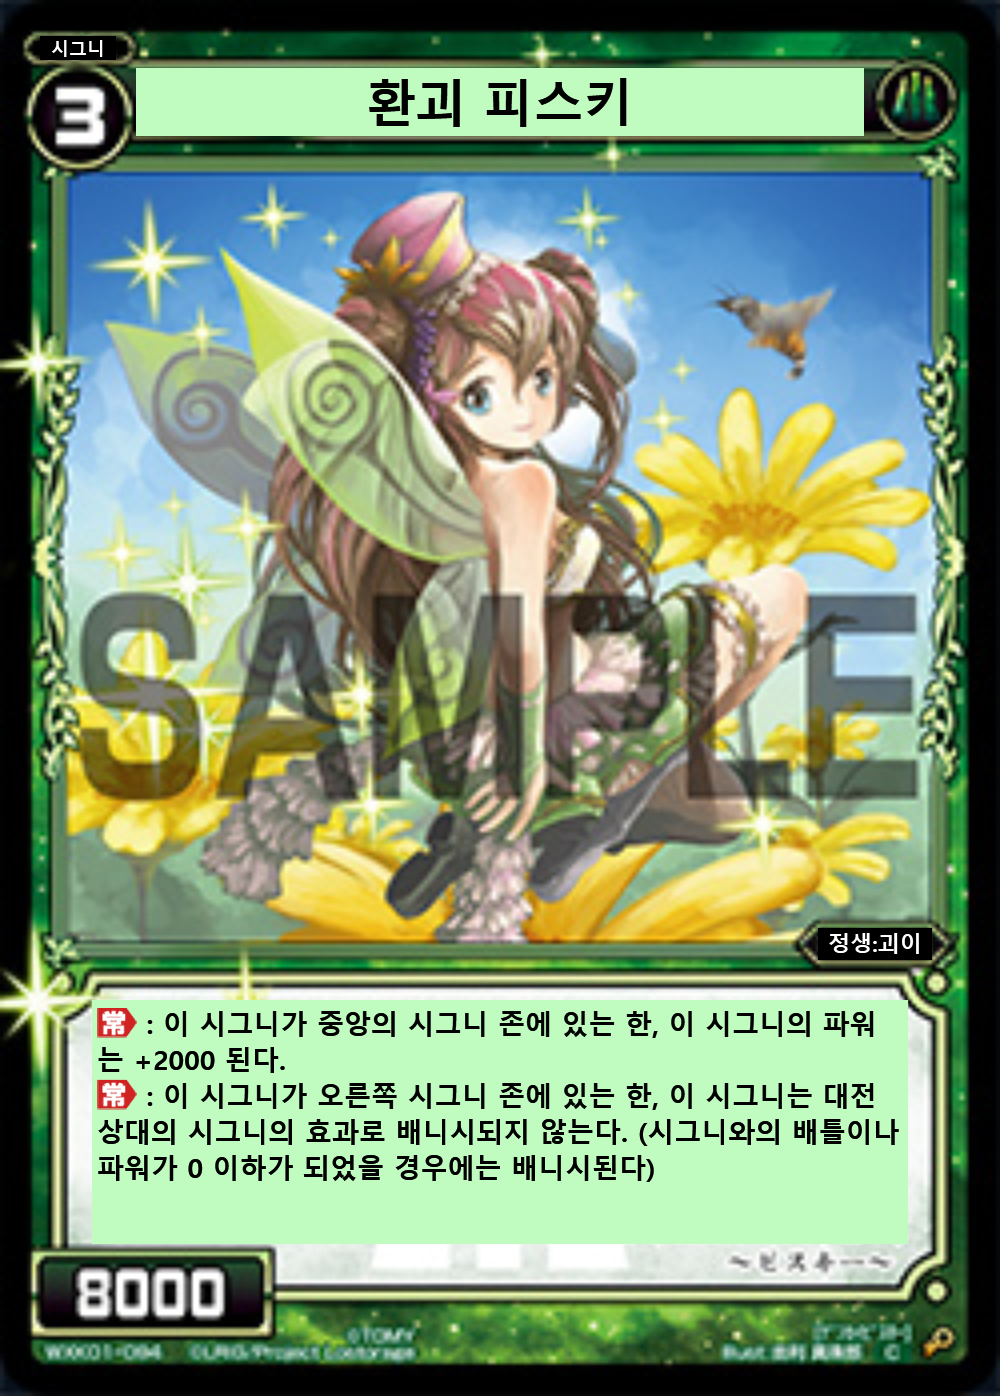 시그니
3
환괴 피스키
SAMPLE
정생:괴이
常 : 이 시그니가 중앙의 시그니 존에 있는 한, 이 시그니의 파워
는 +2000 된다.
常 : 이 시그니가 오른쪽 시그니 존에 있는 한, 이 시그니는 대전
상대의 시그니의 효과로 배니시되지 않는다. (시그니와의 배틀이나
파워가 0 이하가 되었을 경우에는 배니시된다)
8000
©TOMY
WXK01-094 ©LRIG/Project Lostorage
Illust. C